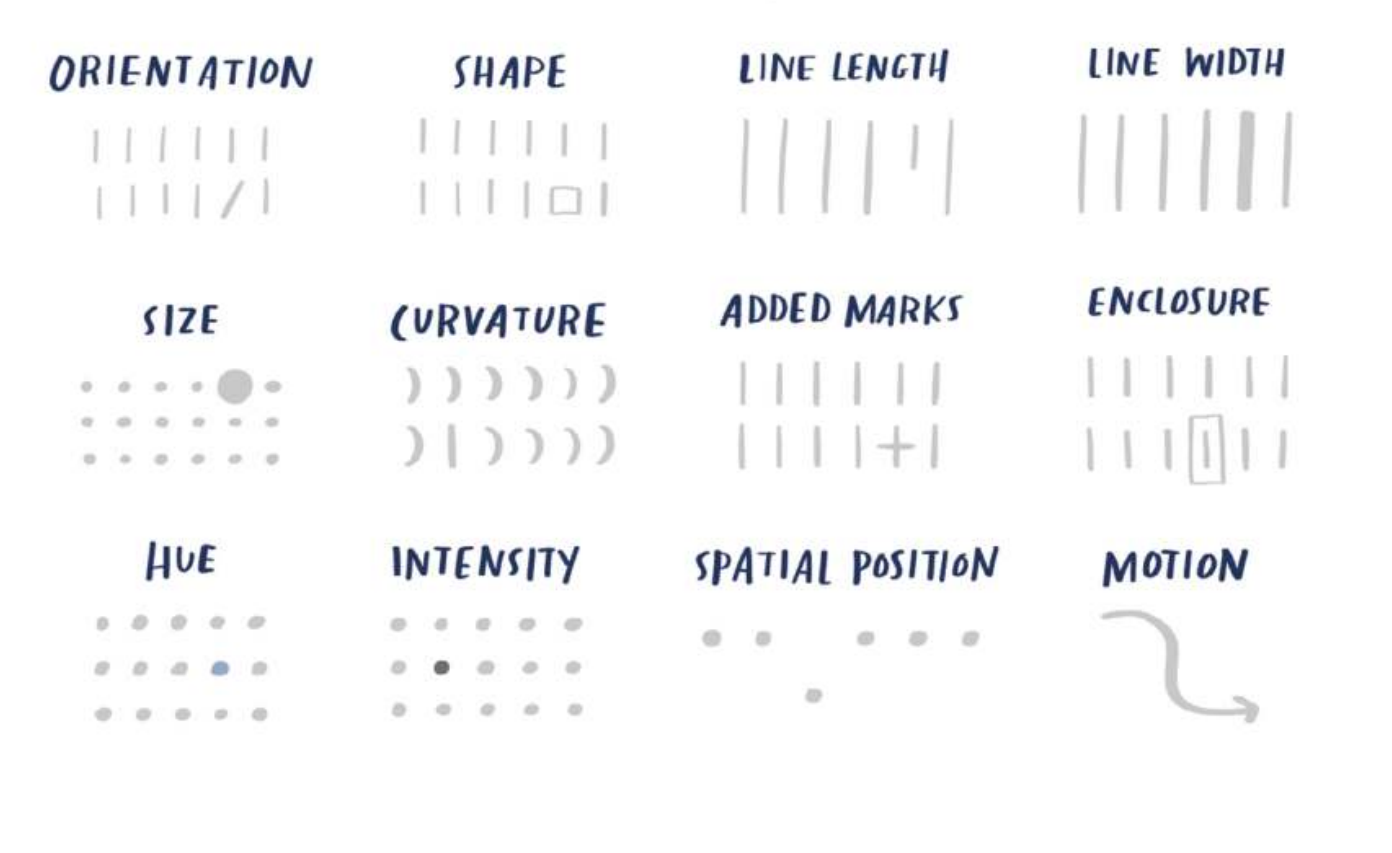 ORIENTATION
SHAPE
LINE LENGTH
LINE WIDTH
SIZE
CURVATURE
ADDED MARKS
ENCLOSURE
HUE
INTENSITY
SPATIAL POSITION
MOTION